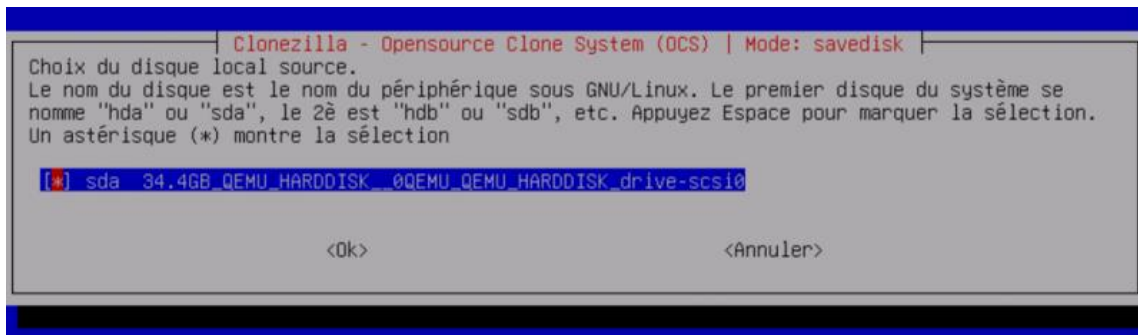 Clonezilla - Opensource Clone System (OCS) | Mode: savedisk
Choix du disque local source.
Le nom du disque est le nom du périphérique sous GNU/Linux. Le premier disque du système se
nomme "hda" ou "sda", le 2è est "hdb" ou "sdb", etc. Appuyez Espace pour marquer la sélection.
Un astérisque (*) montre la sélection
[*] sda  34.4GB_QEMU_HARDDISK__0QEMU_QEMU_HARDDISK_drive-scsi0
<Ok> <Annuler>